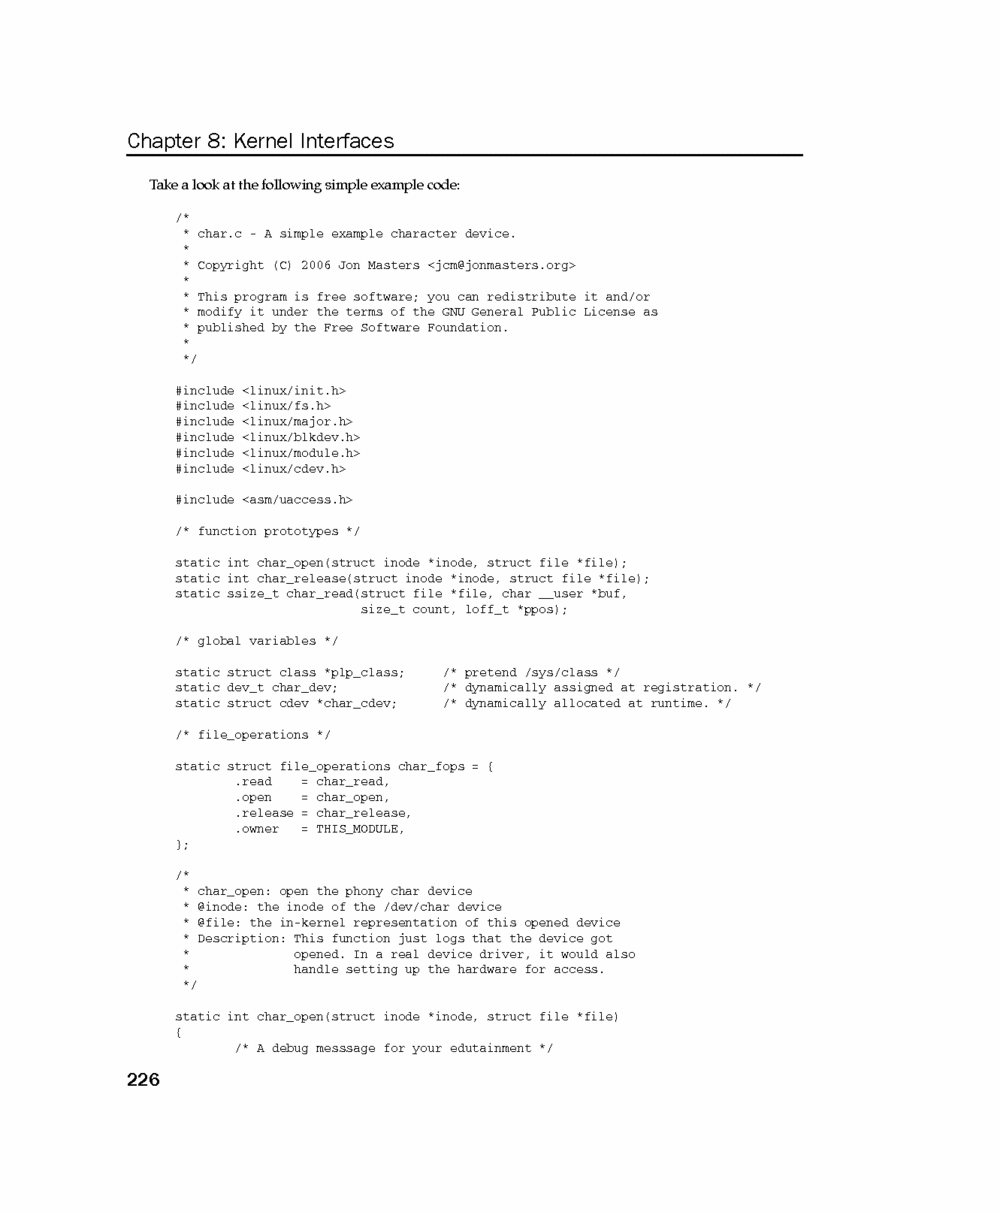 Chapter 8: Kernel Interfaces
Take a look at the following simple example code:
/*
 * char.c - A simple example character device.
 *
 * Copyright (C) 2006 Jon Masters <jcm@jonmasters.org>
 *
 * This program is free software; you can redistribute it and/or
 * modify it under the terms of the GNU General Public License as
 * published by the Free Software Foundation.
 *
 */
#include <linux/init.h>
#include <linux/fs.h>
#include <linux/major.h>
#include <linux/blkdev.h>
#include <linux/module.h>
#include <linux/cdev.h>
#include <asm/uaccess.h>
/* function prototypes */
static int char_open(struct inode *inode, struct file *file);
static int char_release(struct inode *inode, struct file *file);
static ssize_t char_read(struct file *file, char __user *buf,
                         size_t count, loff_t *ppos);
/* global variables */
static struct class *plp_class;     /* pretend /sys/class */
static dev_t char_dev;              /* dynamically assigned at registration. */
static struct cdev *char_cdev;      /* dynamically allocated at runtime. */
/* file_operations */
static struct file_operations char_fops = {
        .read    = char_read,
        .open    = char_open,
        .release = char_release,
        .owner   = THIS_MODULE,
};
/*
 * char_open: open the phony char device
 * @inode: the inode of the /dev/char device
 * @file: the in-kernel representation of this opened device
 * Description: This function just logs that the device got
 *              opened. In a real device driver, it would also
 *              handle setting up the hardware for access.
 */
static int char_open(struct inode *inode, struct file *file)
{
        /* A debug messsage for your edutainment */
226